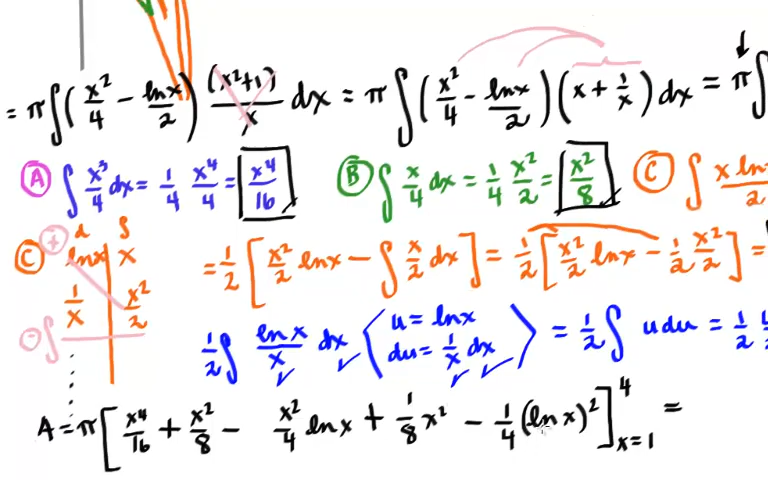 = π∫(x²/4 - lnx/2) (x²+1)/x dx = π ∫(x²/4 - lnx/2)(x + 1/x)dx = π∫
Ⓐ ∫ x³/4 dx = 1/4 x⁴/4 = x⁴/16 Ⓑ ∫ x/4 dx = 1/4 x²/2 = x²/8 Ⓒ ∫ x ln
+ d ∫
Ⓒ lnx x = 1/2 [x²/2 lnx - ∫ x/2 dx] = 1/2 [x²/2 lnx - 1/2 x²/2] =
1/x x²/2
- ∫ 1/2 ∫ lnx/x dx ⟨ u = lnx du = 1/x dx ⟩ = 1/2 ∫ u du = 1/2
A = π [x⁴/16 + x²/8 - x²/4 lnx + 1/8 x² - 1/4 (ln x)²]⁴ₓ₌₁ =